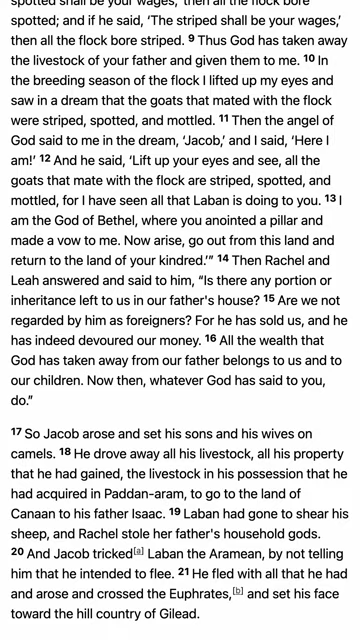 spotted shall be your wages,’ then all the flock bore
spotted; and if he said, ‘The striped shall be your wages,’
then all the flock bore striped. 9 Thus God has taken away
the livestock of your father and given them to me. 10 In
the breeding season of the flock I lifted up my eyes and
saw in a dream that the goats that mated with the flock
were striped, spotted, and mottled. 11 Then the angel of
God said to me in the dream, ‘Jacob,’ and I said, ‘Here I
am!’ 12 And he said, ‘Lift up your eyes and see, all the
goats that mate with the flock are striped, spotted, and
mottled, for I have seen all that Laban is doing to you. 13 I
am the God of Bethel, where you anointed a pillar and
made a vow to me. Now arise, go out from this land and
return to the land of your kindred.’” 14 Then Rachel and
Leah answered and said to him, “Is there any portion or
inheritance left to us in our father's house? 15 Are we not
regarded by him as foreigners? For he has sold us, and he
has indeed devoured our money. 16 All the wealth that
God has taken away from our father belongs to us and to
our children. Now then, whatever God has said to you,
do.”
17 So Jacob arose and set his sons and his wives on
camels. 18 He drove away all his livestock, all his property
that he had gained, the livestock in his possession that he
had acquired in Paddan-aram, to go to the land of
Canaan to his father Isaac. 19 Laban had gone to shear his
sheep, and Rachel stole her father's household gods.
20 And Jacob tricked[a] Laban the Aramean, by not telling
him that he intended to flee. 21 He fled with all that he had
and arose and crossed the Euphrates,[b] and set his face
toward the hill country of Gilead.